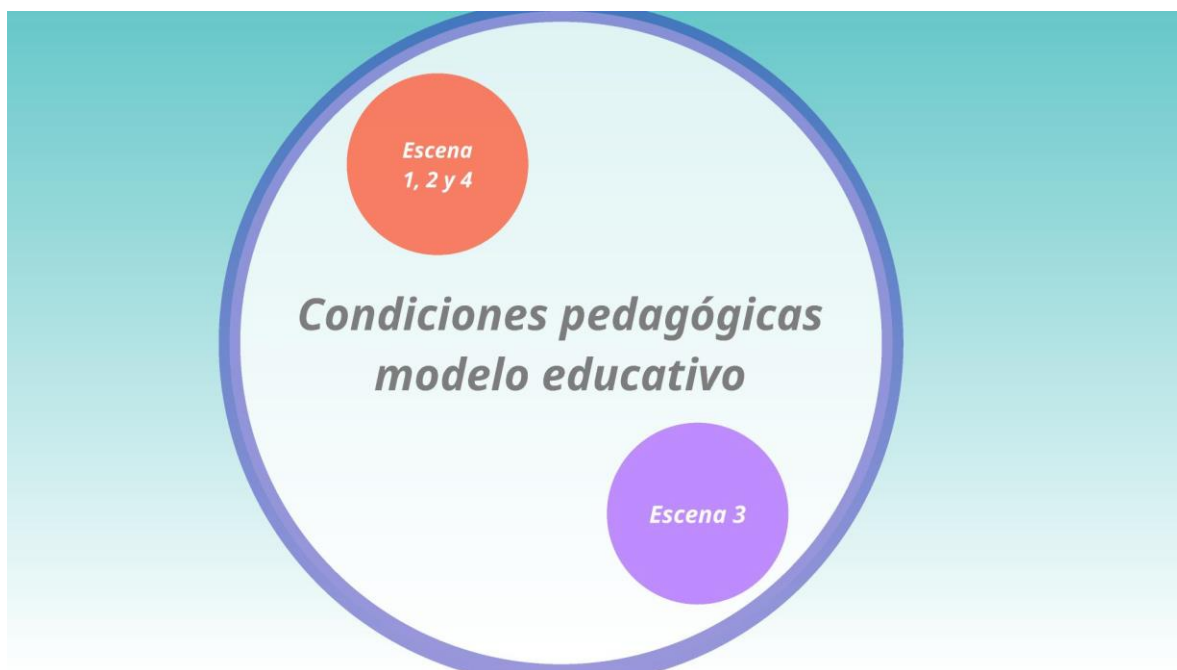 Escena
1, 2 y 4
Condiciones pedagógicas
modelo educativo
Escena 3